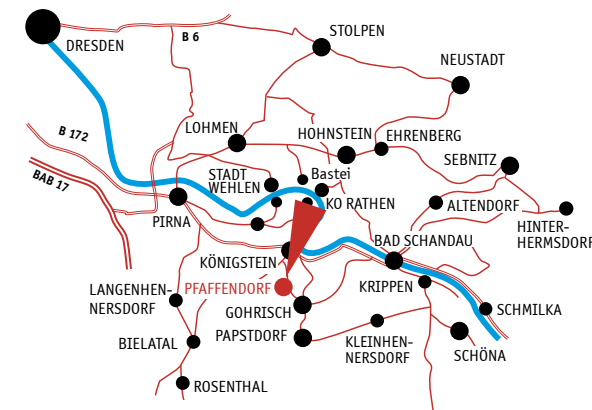 DRESDEN
B 6
STOLPEN
NEUSTADT
B 172
BAB 17
LOHMEN
HOHNSTEIN
EHRENBERG
SEBNITZ
STADT
WEHLEN
Bastei
KO RATHEN
ALTENDORF
PIRNA
HINTER-
HERMSDORF
BAD SCHANDAU
KÖNIGSTEIN
PFAFFENDORF
KRIPPEN
LANGENHEN-
NERSDORF
GOHRISCH
SCHMILKA
PAPSTDORF
BIELATAL
KLEINHEN-
NERSDORF
SCHÖNA
ROSENTHAL